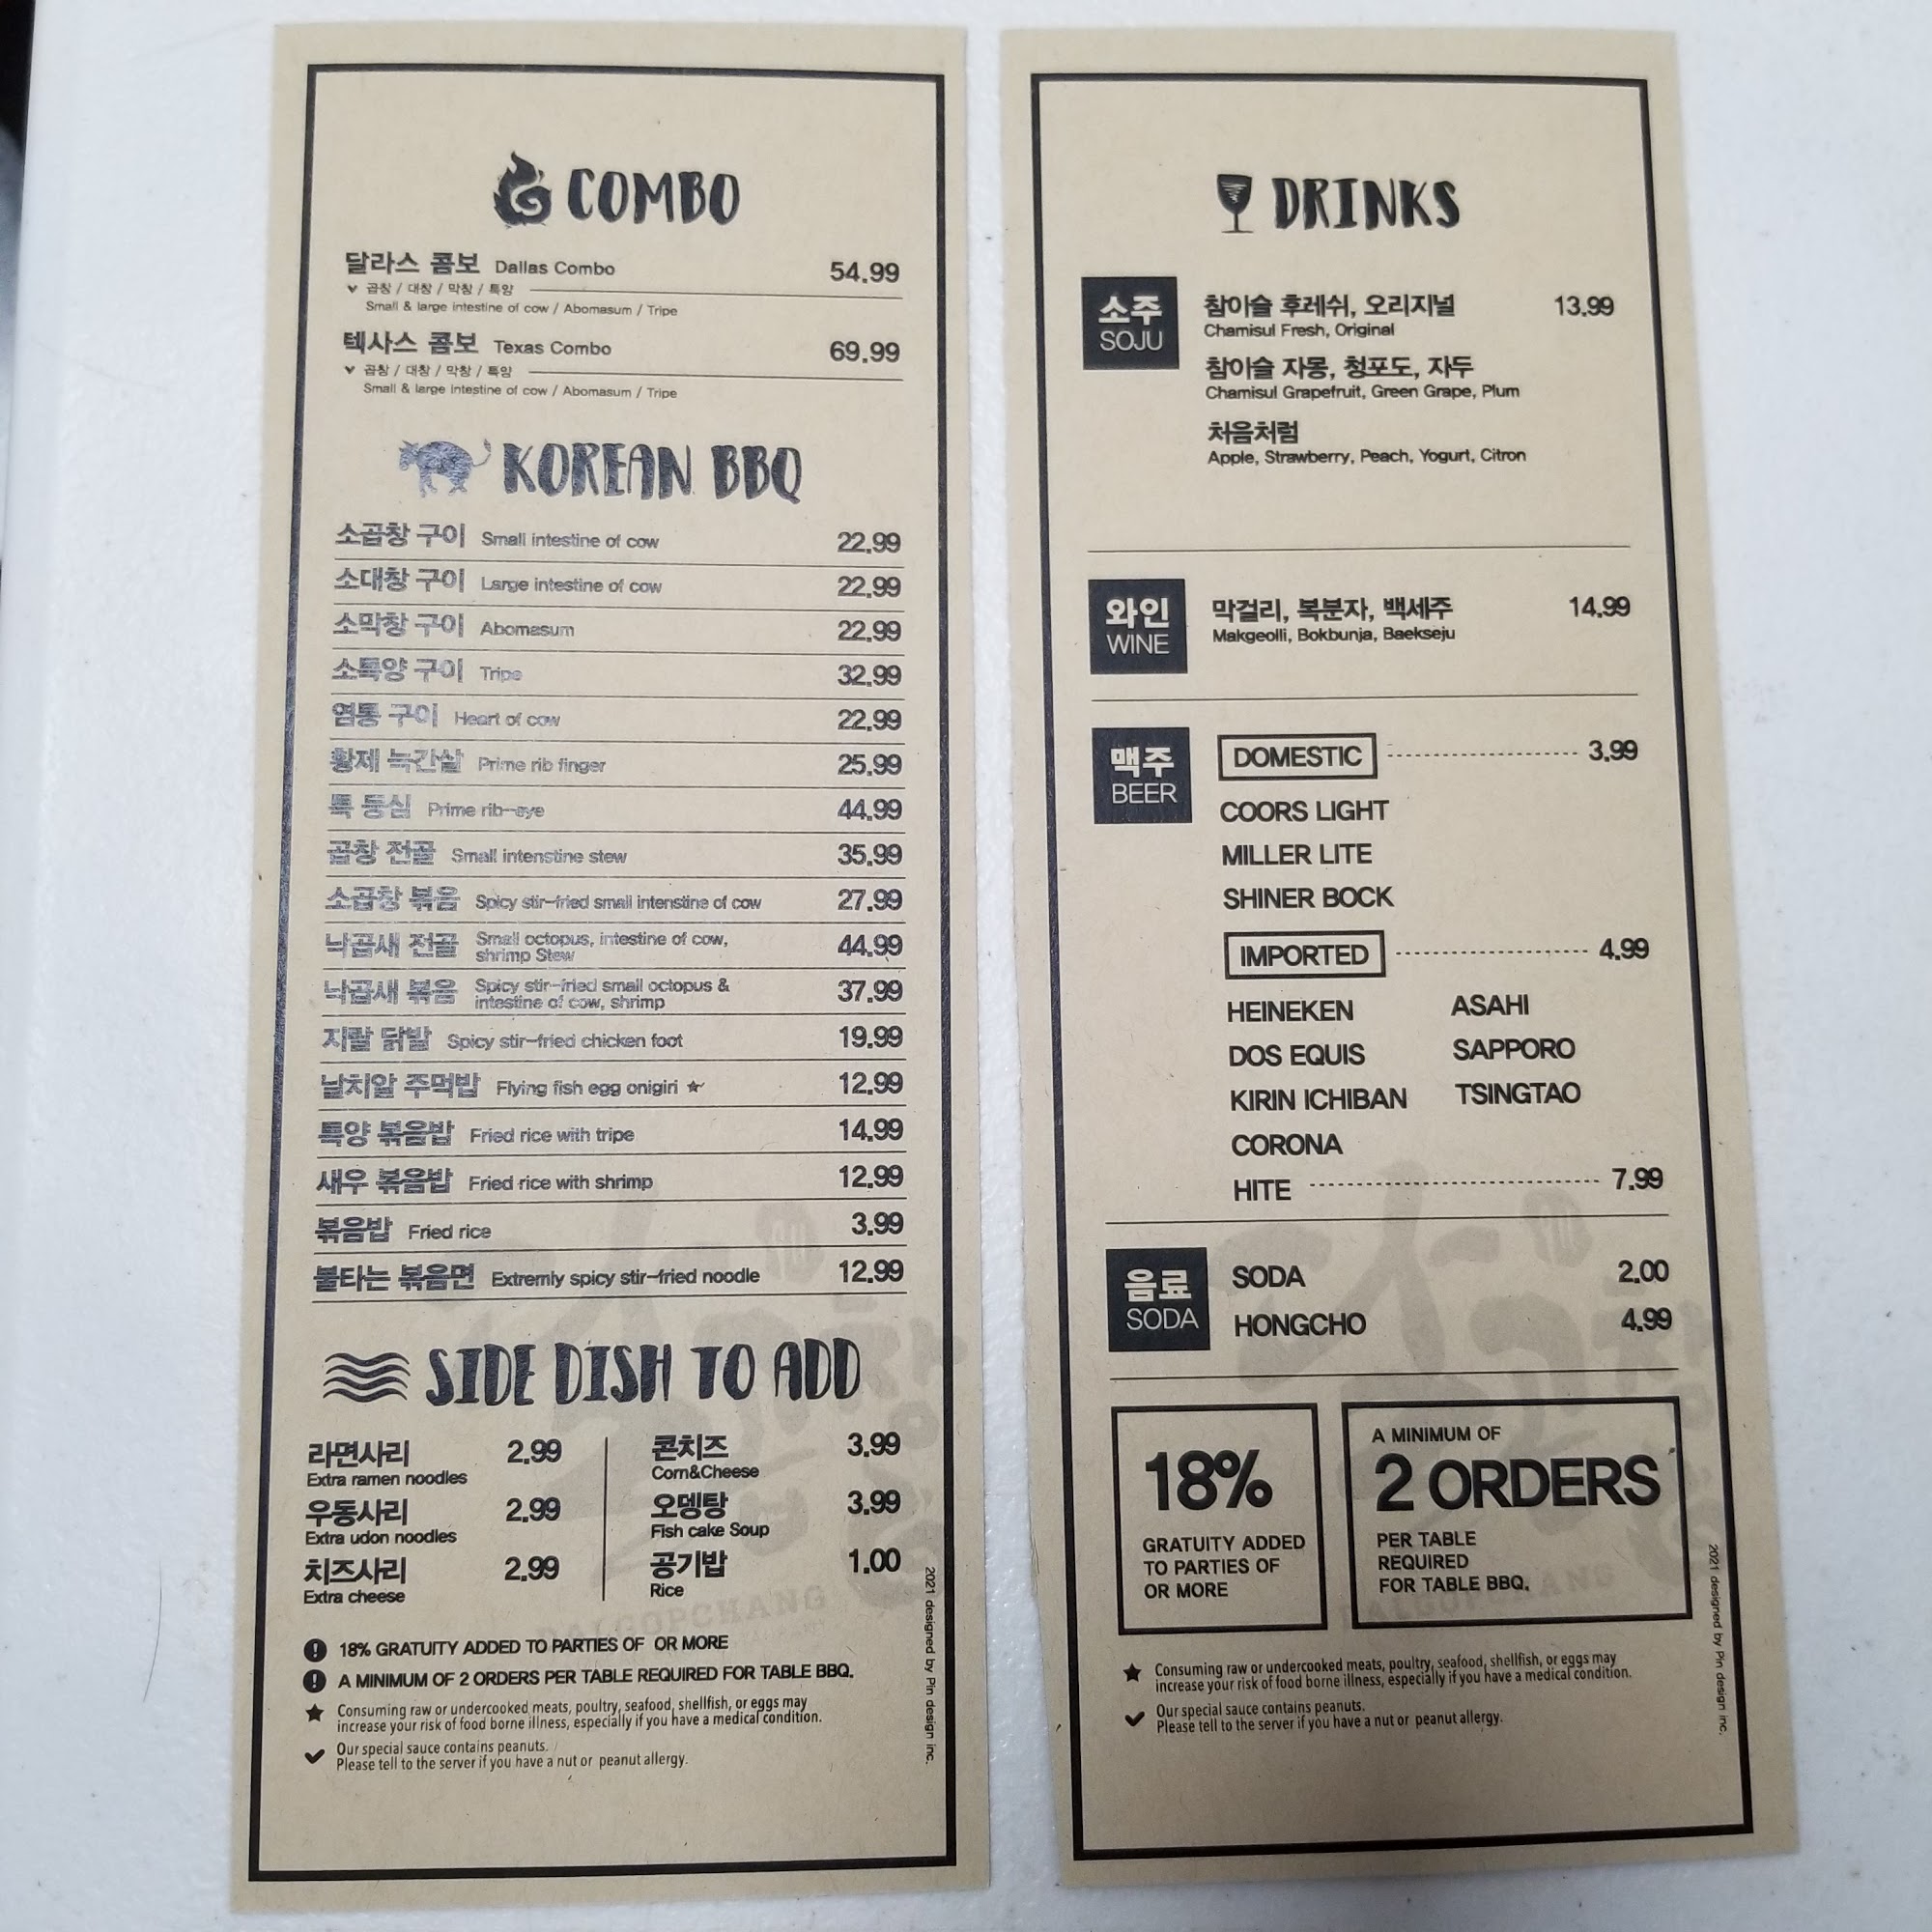 COMBO
달라스 콤보 Dallas Combo 54.99
곱창 / 대창 / 막창 / 특양
Small & large intestine of cow / Abomasum / Tripe
텍사스 콤보 Texas Combo 69.99
곱창 / 대창 / 막창 / 특양
Small & large intestine of cow / Abomasum / Tripe
KOREAN BBQ
소곱창 구이 Small intestine of cow 22.99
소대창 구이 Large intestine of cow 22.99
소막창 구이 Abomasum 22.99
소특양 구이 Tripe 32.99
염통 구이 Heart of cow 22.99
황제 늑간살 Prime rib finger 25.99
특 등심 Prime rib-eye 44.99
곱창 전골 Small intenstine stew 35.99
소곱창 볶음 Spicy stir-fried small intenstine of cow 27.99
낙곱새 전골 Small octopus, intestine of cow, 44.99
shrimp Stew
낙곱새 볶음 Spicy stir-fried small octopus & 37.99
intestine of cow, shrimp
지랄 닭발 Spicy stir-fried chicken foot 19.99
날치알 주먹밥 Flying fish egg onigiri ★ 12.99
특양 볶음밥 Fried rice with tripe 14.99
새우 볶음밥 Fried rice with shrimp 12.99
볶음밥 Fried rice 3.99
불타는 볶음면 Extremly spicy stir-fried noodle 12.99
SIDE DISH TO ADD
라면사리 2.99
Extra ramen noodles
우동사리 2.99
Extra udon noodles
치즈사리 2.99
Extra cheese
콘치즈 3.99
Corn&Cheese
오뎅탕 3.99
Fish cake Soup
공기밥 1.00
Rice
DALGOPCHANG
18% GRATUITY ADDED TO PARTIES OF OR MORE
A MINIMUM OF 2 ORDERS PER TABLE REQUIRED FOR TABLE BBQ.
★ Consuming raw or undercooked meats, poultry, seafood, shellfish, or eggs may
increase your risk of food borne illness, especially if you have a medical condition.
Our special sauce contains peanuts.
Please tell to the server if you have a nut or peanut allergy.
2021 designed by Pin design inc.
DRINKS
소주
SOJU
참이슬 후레쉬, 오리지널 13.99
Chamisul Fresh, Original
참이슬 자몽, 청포도, 자두
Chamisul Grapefruit, Green Grape, Plum
처음처럼
Apple, Strawberry, Peach, Yogurt, Citron
와인
WINE
막걸리, 복분자, 백세주 14.99
Makgeolli, Bokbunja, Baekseju
맥주
BEER
DOMESTIC 3.99
COORS LIGHT
MILLER LITE
SHINER BOCK
IMPORTED 4.99
HEINEKEN ASAHI
DOS EQUIS SAPPORO
KIRIN ICHIBAN TSINGTAO
CORONA
HITE 7.99
음료
SODA
SODA 2.00
HONGCHO 4.99
18%
GRATUITY ADDED
TO PARTIES OF
OR MORE
A MINIMUM OF
2 ORDERS
PER TABLE
REQUIRED
FOR TABLE BBQ.
DALGOPCHANG
★ Consuming raw or undercooked meats, poultry, seafood, shellfish, or eggs may
increase your risk of food borne illness, especially if you have a medical condition.
Our special sauce contains peanuts.
Please tell to the server if you have a nut or peanut allergy.
2021 designed by Pin design inc.